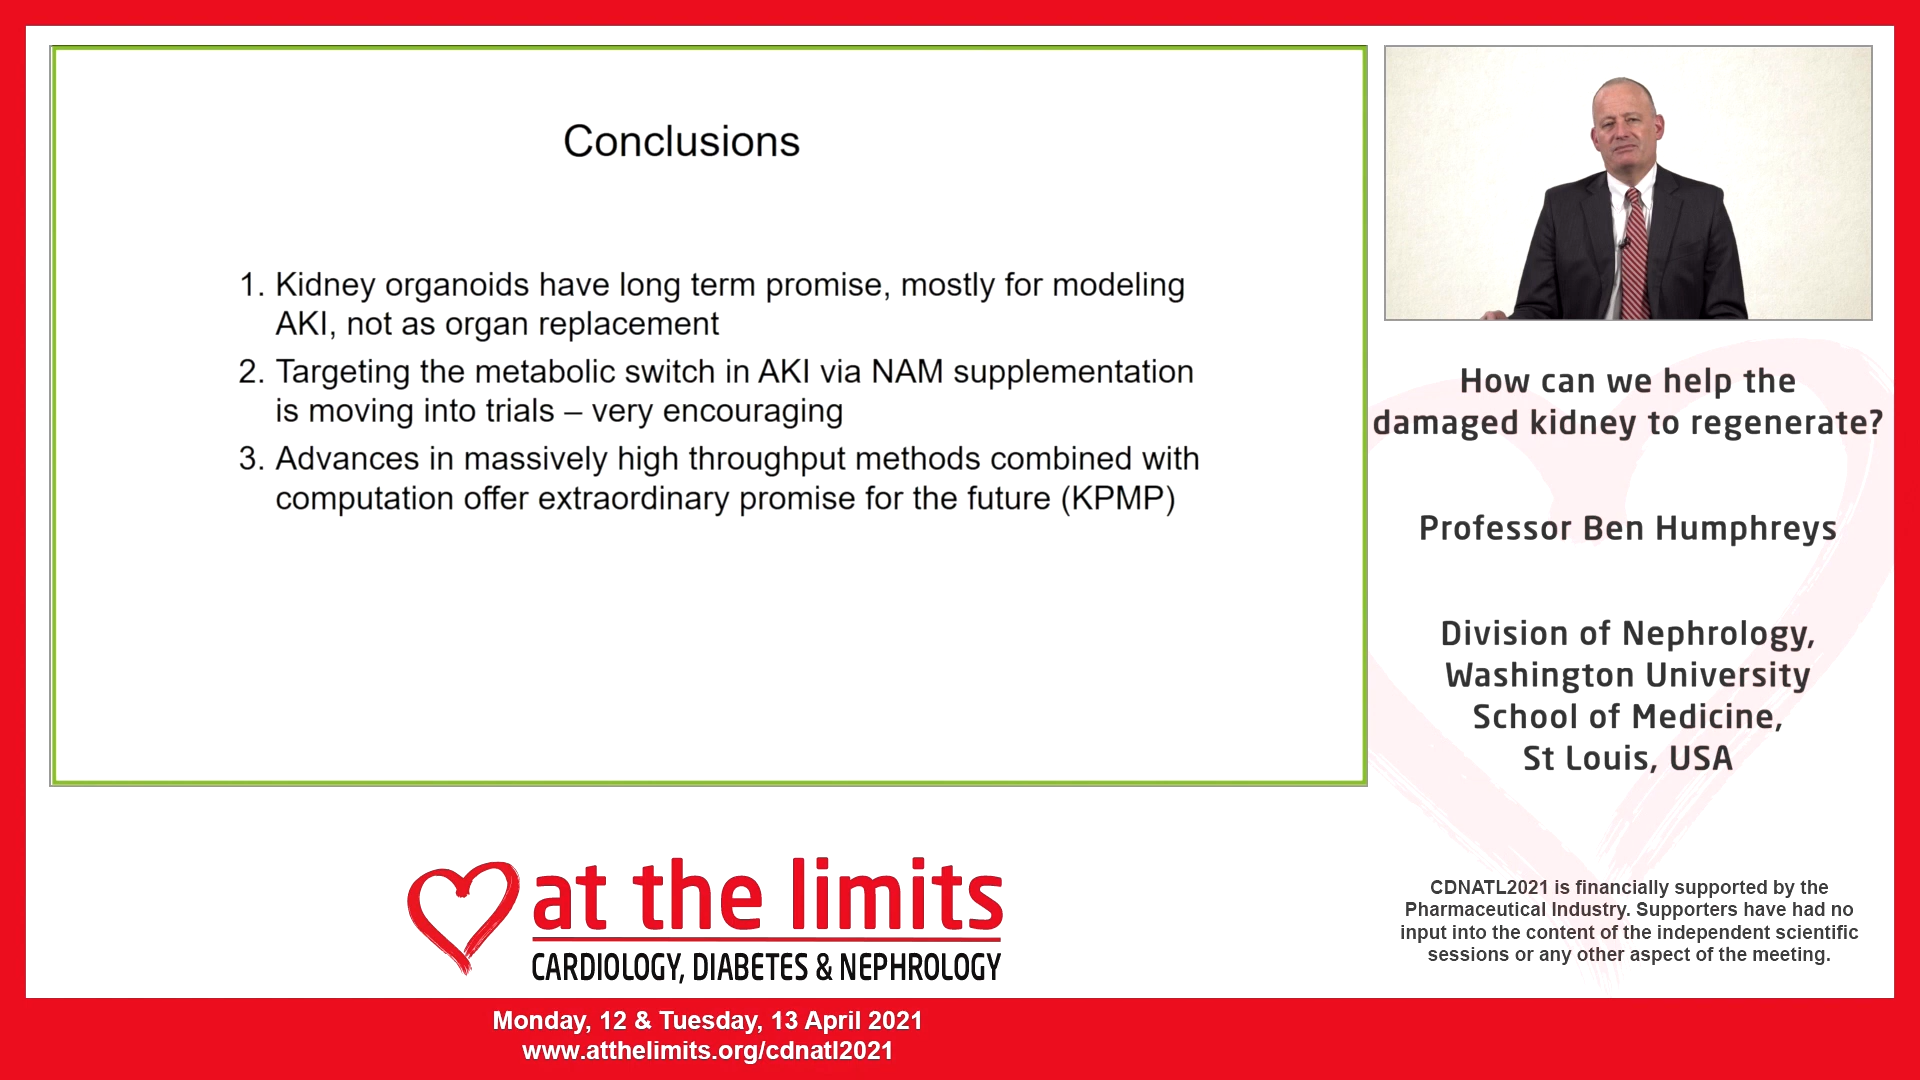 Conclusions
1. Kidney organoids have long term promise, mostly for modeling
AKI, not as organ replacement
2. Targeting the metabolic switch in AKI via NAM supplementation
is moving into trials – very encouraging
3. Advances in massively high throughput methods combined with
computation offer extraordinary promise for the future (KPMP)
How can we help the
damaged kidney to regenerate?
Professor Ben Humphreys
Division of Nephrology,
Washington University
School of Medicine,
St Louis, USA
at the limits
CARDIOLOGY, DIABETES & NEPHROLOGY
CDNATL2021 is financially supported by the
Pharmaceutical Industry. Supporters have had no
input into the content of the independent scientific
sessions or any other aspect of the meeting.
Monday, 12 & Tuesday, 13 April 2021
www.atthelimits.org/cdnatl2021